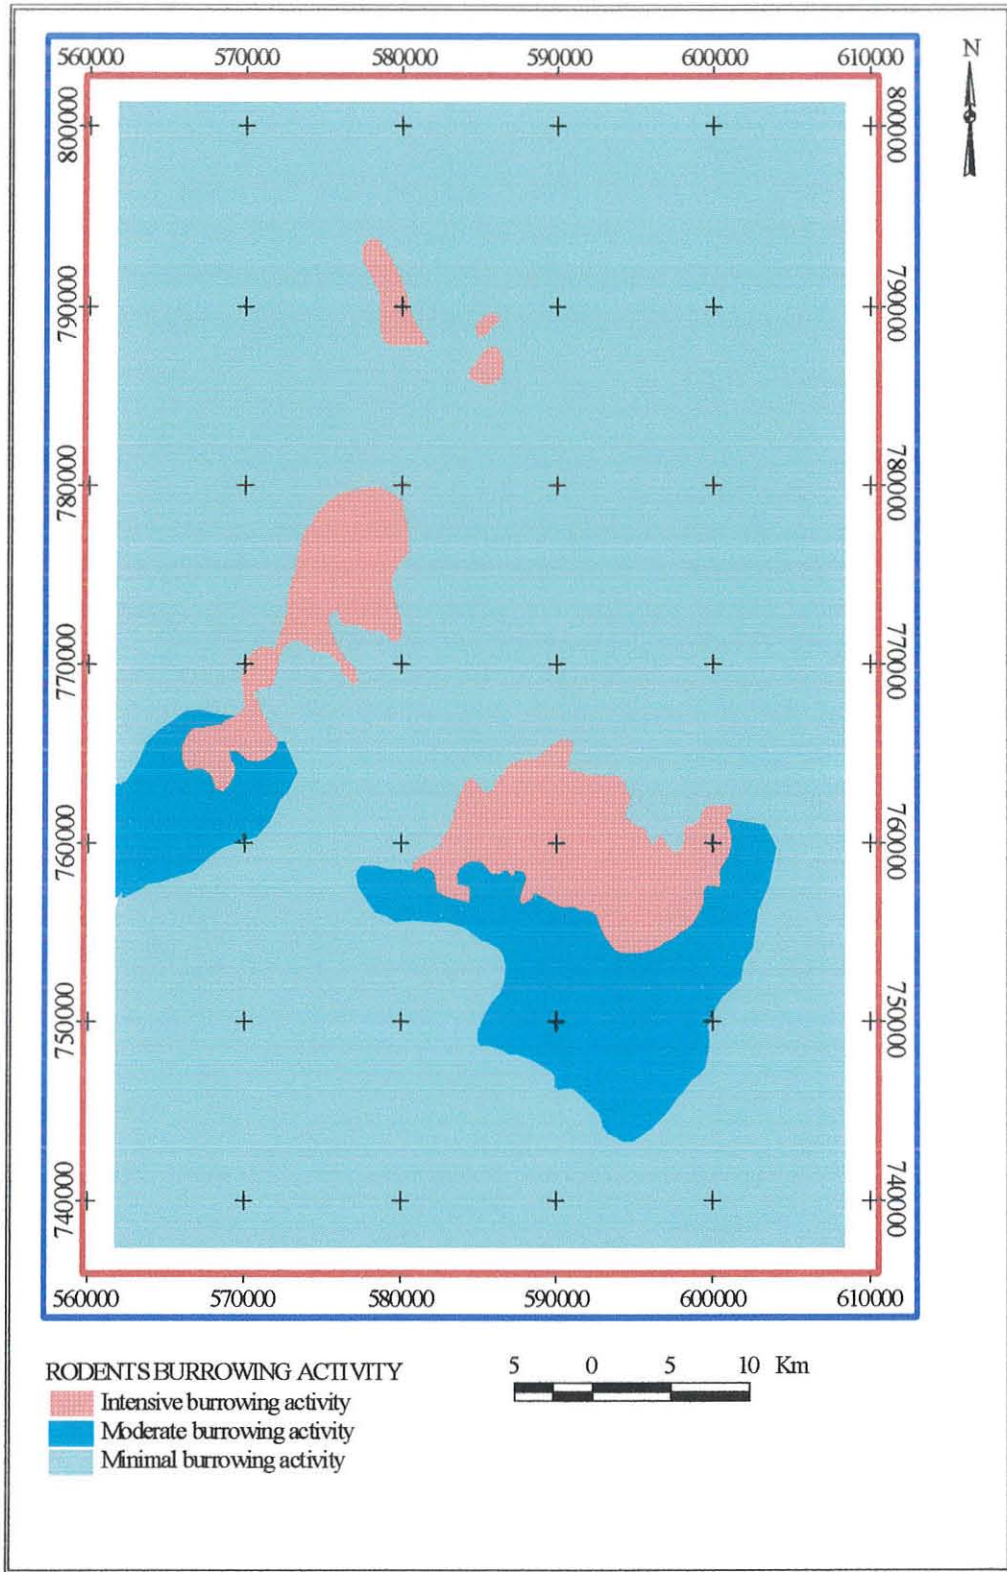 560000 570000 580000 590000 600000 610000
N
800000 800000
790000 790000
780000 780000
770000 770000
760000 760000
750000 750000
740000 740000
560000 570000 580000 590000 600000 610000
RODENTS BURROWING ACTIVITY
5 0 5 10 Km
Intensive burrowing activity
Moderate burrowing activity
Minimal burrowing activity